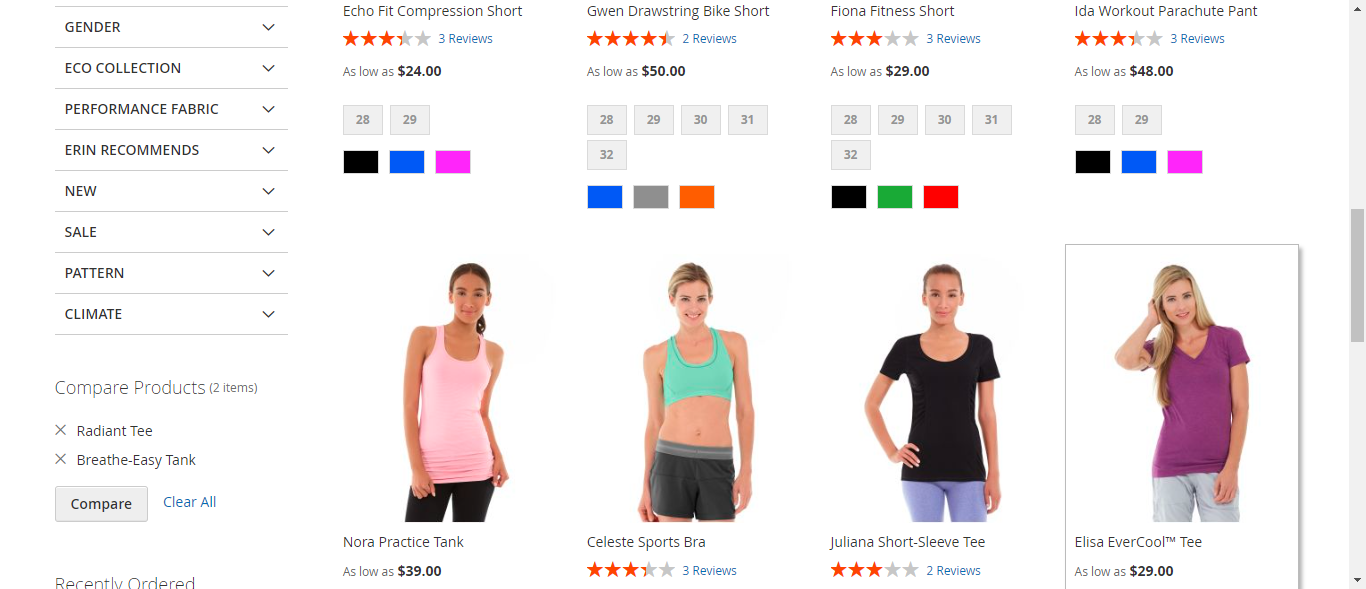 GENDER
ECO COLLECTION
PERFORMANCE FABRIC
ERIN RECOMMENDS
NEW
SALE
PATTERN
CLIMATE
Compare Products (2 items)
Radiant Tee
Breathe-Easy Tank
Compare Clear All
Recently Ordered
Echo Fit Compression Short
3 Reviews
As low as $24.00
28 29
Gwen Drawstring Bike Short
2 Reviews
As low as $50.00
28 29 30 31
32
Fiona Fitness Short
3 Reviews
As low as $29.00
28 29 30 31
32
Ida Workout Parachute Pant
3 Reviews
As low as $48.00
28 29
Nora Practice Tank
As low as $39.00
Celeste Sports Bra
3 Reviews
Juliana Short-Sleeve Tee
2 Reviews
Elisa EverCool™ Tee
As low as $29.00